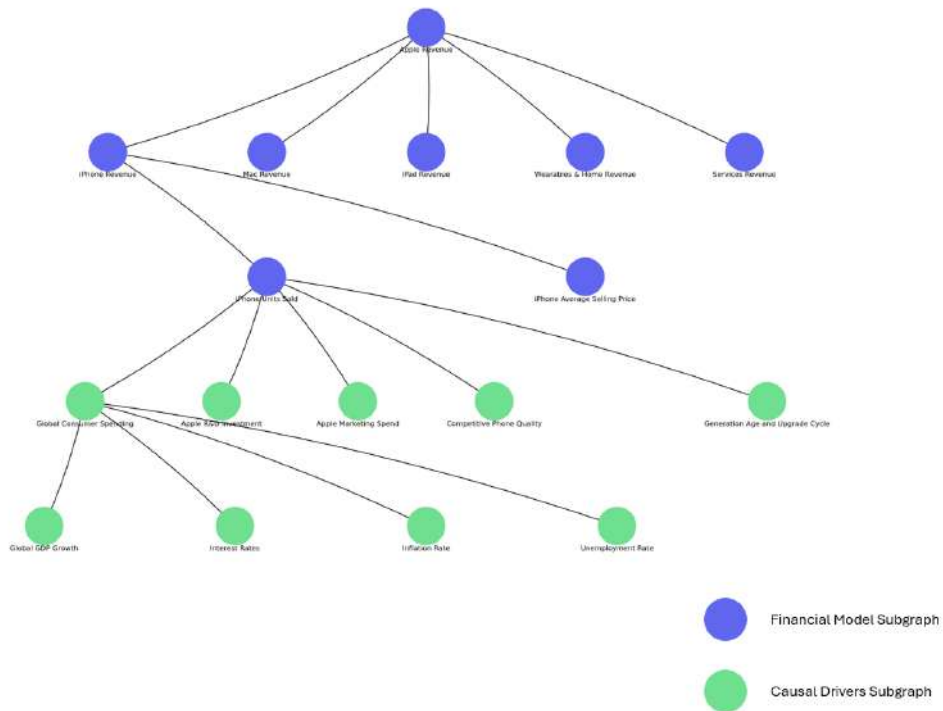 Apple Revenue
iPhone Revenue
Mac Revenue
iPad Revenue
Wearables & Home Revenue
Services Revenue
iPhone Units Sold
iPhone Average Selling Price
Global Consumer Spending
Apple R&D Investment
Apple Marketing Spend
Competitive Phone Quality
Generation Age and Upgrade Cycle
Global GDP Growth
Interest Rates
Inflation Rate
Unemployment Rate
Financial Model Subgraph
Causal Drivers Subgraph